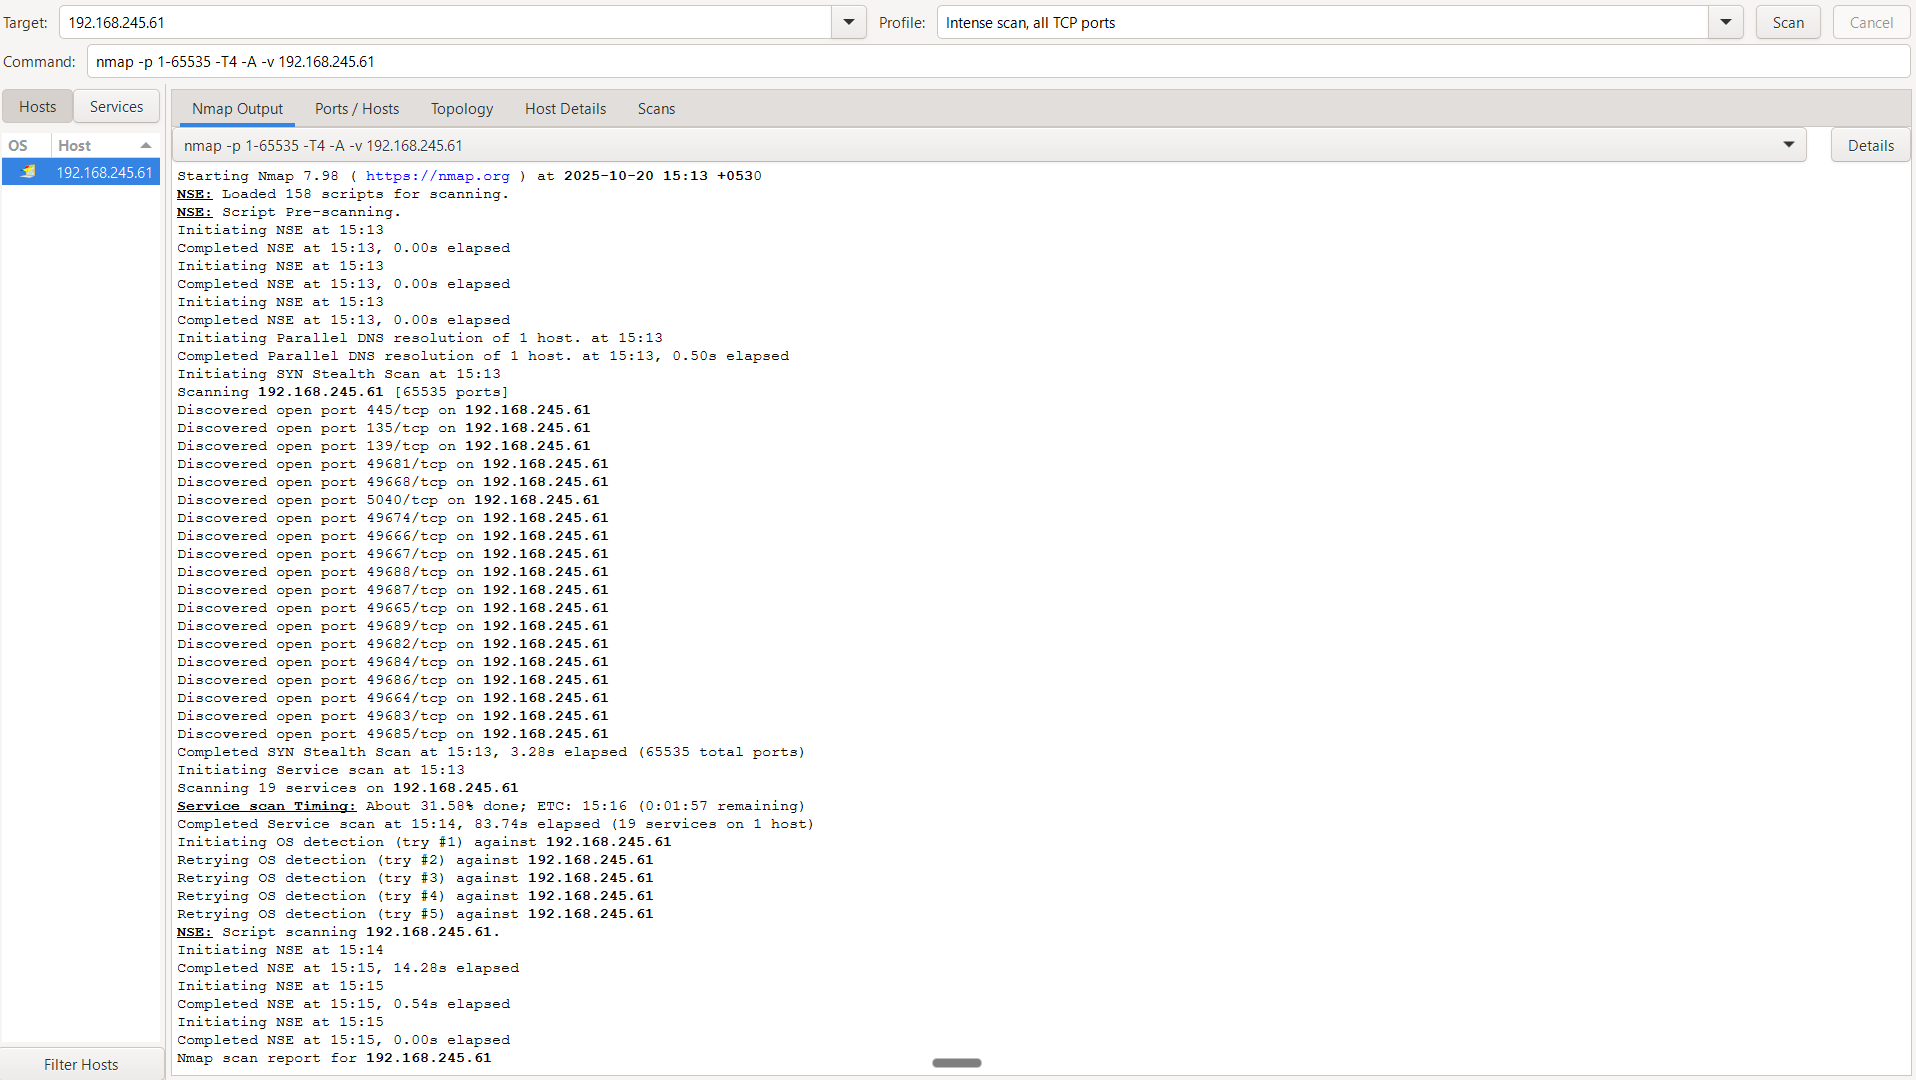 Target: 192.168.245.61 Profile: Intense scan, all TCP ports Scan Cancel
Command: nmap -p 1-65535 -T4 -A -v 192.168.245.61
Hosts Services
OS Host
192.168.245.61
Filter Hosts
Nmap Output Ports / Hosts Topology Host Details Scans
nmap -p 1-65535 -T4 -A -v 192.168.245.61 Details
Starting Nmap 7.98 ( https://nmap.org ) at 2025-10-20 15:13 +0530
NSE: Loaded 158 scripts for scanning.
NSE: Script Pre-scanning.
Initiating NSE at 15:13
Completed NSE at 15:13, 0.00s elapsed
Initiating NSE at 15:13
Completed NSE at 15:13, 0.00s elapsed
Initiating NSE at 15:13
Completed NSE at 15:13, 0.00s elapsed
Initiating Parallel DNS resolution of 1 host. at 15:13
Completed Parallel DNS resolution of 1 host. at 15:13, 0.50s elapsed
Initiating SYN Stealth Scan at 15:13
Scanning 192.168.245.61 [65535 ports]
Discovered open port 445/tcp on 192.168.245.61
Discovered open port 135/tcp on 192.168.245.61
Discovered open port 139/tcp on 192.168.245.61
Discovered open port 49681/tcp on 192.168.245.61
Discovered open port 49668/tcp on 192.168.245.61
Discovered open port 5040/tcp on 192.168.245.61
Discovered open port 49674/tcp on 192.168.245.61
Discovered open port 49666/tcp on 192.168.245.61
Discovered open port 49667/tcp on 192.168.245.61
Discovered open port 49688/tcp on 192.168.245.61
Discovered open port 49687/tcp on 192.168.245.61
Discovered open port 49665/tcp on 192.168.245.61
Discovered open port 49689/tcp on 192.168.245.61
Discovered open port 49682/tcp on 192.168.245.61
Discovered open port 49684/tcp on 192.168.245.61
Discovered open port 49686/tcp on 192.168.245.61
Discovered open port 49664/tcp on 192.168.245.61
Discovered open port 49683/tcp on 192.168.245.61
Discovered open port 49685/tcp on 192.168.245.61
Completed SYN Stealth Scan at 15:13, 3.28s elapsed (65535 total ports)
Initiating Service scan at 15:13
Scanning 19 services on 192.168.245.61
Service scan Timing: About 31.58% done; ETC: 15:16 (0:01:57 remaining)
Completed Service scan at 15:14, 83.74s elapsed (19 services on 1 host)
Initiating OS detection (try #1) against 192.168.245.61
Retrying OS detection (try #2) against 192.168.245.61
Retrying OS detection (try #3) against 192.168.245.61
Retrying OS detection (try #4) against 192.168.245.61
Retrying OS detection (try #5) against 192.168.245.61
NSE: Script scanning 192.168.245.61.
Initiating NSE at 15:14
Completed NSE at 15:15, 14.28s elapsed
Initiating NSE at 15:15
Completed NSE at 15:15, 0.54s elapsed
Initiating NSE at 15:15
Completed NSE at 15:15, 0.00s elapsed
Nmap scan report for 192.168.245.61